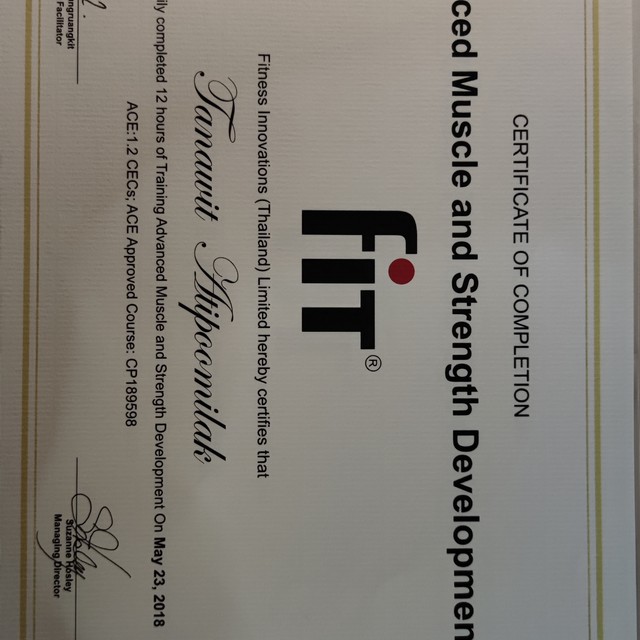 CERTIFICATE OF COMPLETION
ced Muscle and Strength Developmen
FiT®
Fitness Innovations (Thailand) Limited hereby certifies that
Tanawit Atipoomilak
ily completed 12 hours of Training Advanced Muscle and Strength Development On May 23, 2018
ACE:1.2 CECs; ACE Approved Course: CP189598
ngruangkit
Facilitator
Suzanne Hosley
Managing Director